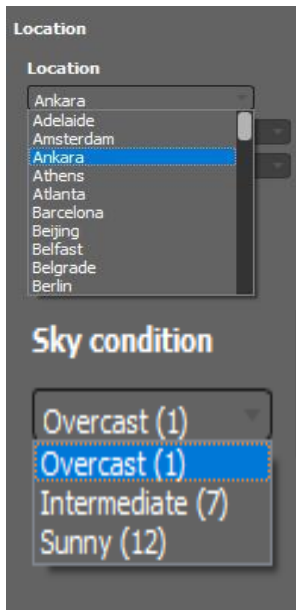 Location
Location
Ankara
Adelaide
Amsterdam
Ankara
Athens
Atlanta
Barcelona
Beijing
Belfast
Belgrade
Berlin
Sky condition
Overcast (1)
Overcast (1)
Intermediate (7)
Sunny (12)